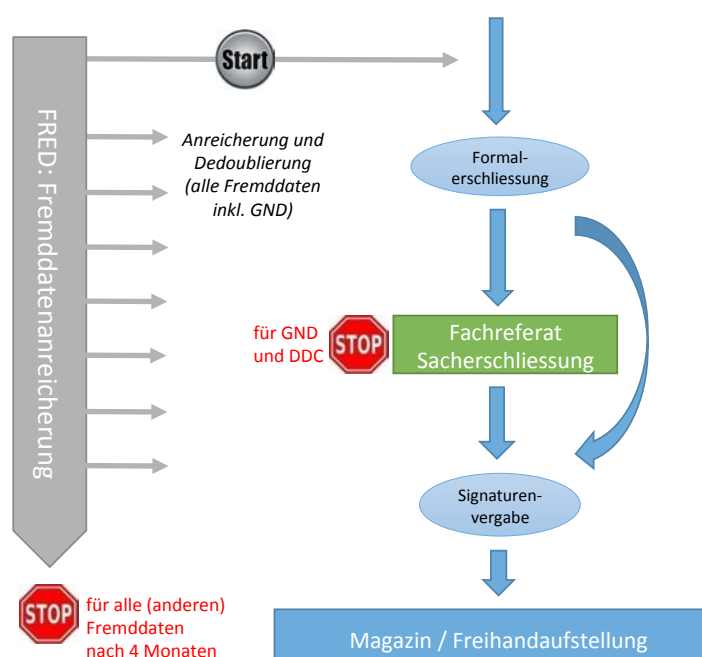 Start
FRED: Fremddatenanreicherung
Anreicherung und
Dedoublierung
(alle Fremddaten
inkl. GND)
Formal-
erschliessung
für GND
und DDC
STOP
Fachreferat
Sacherschliessung
Signaturen-
vergabe
STOP
für alle (anderen)
Fremddaten
nach 4 Monaten
Magazin / Freihandaufstellung